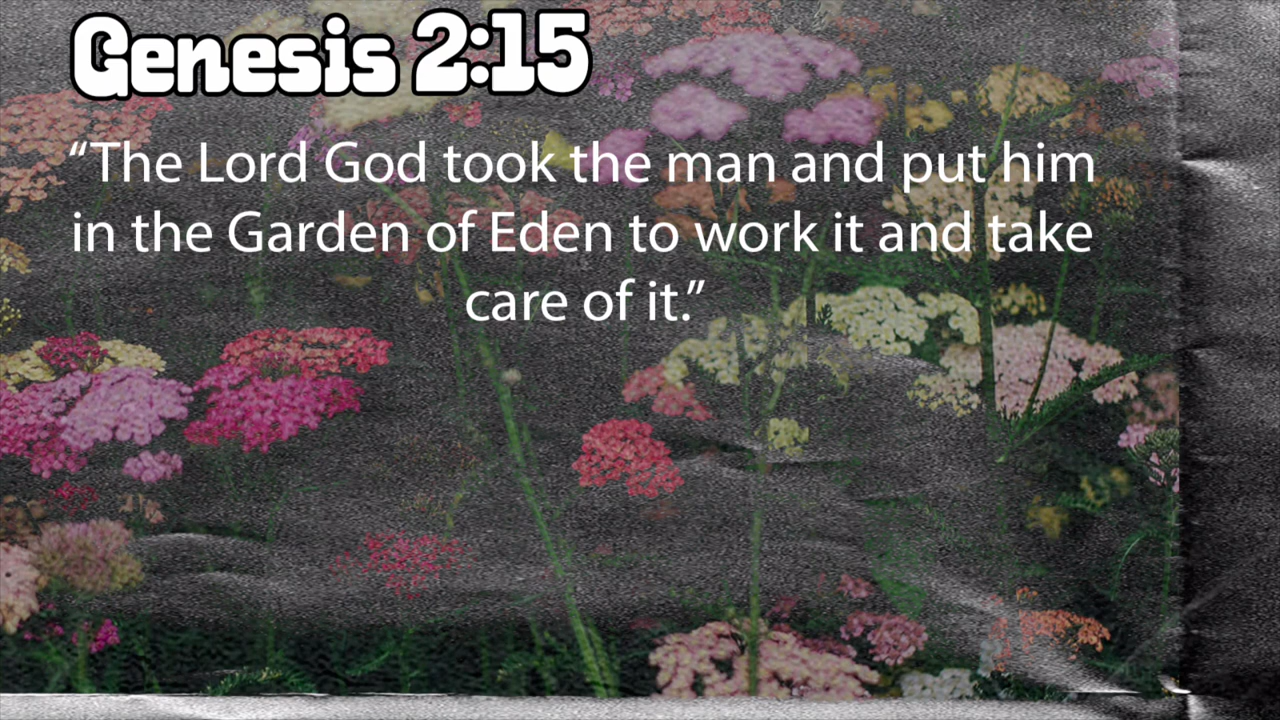 Genesis 2:15
“The Lord God took the man and put him
in the Garden of Eden to work it and take
care of it.”